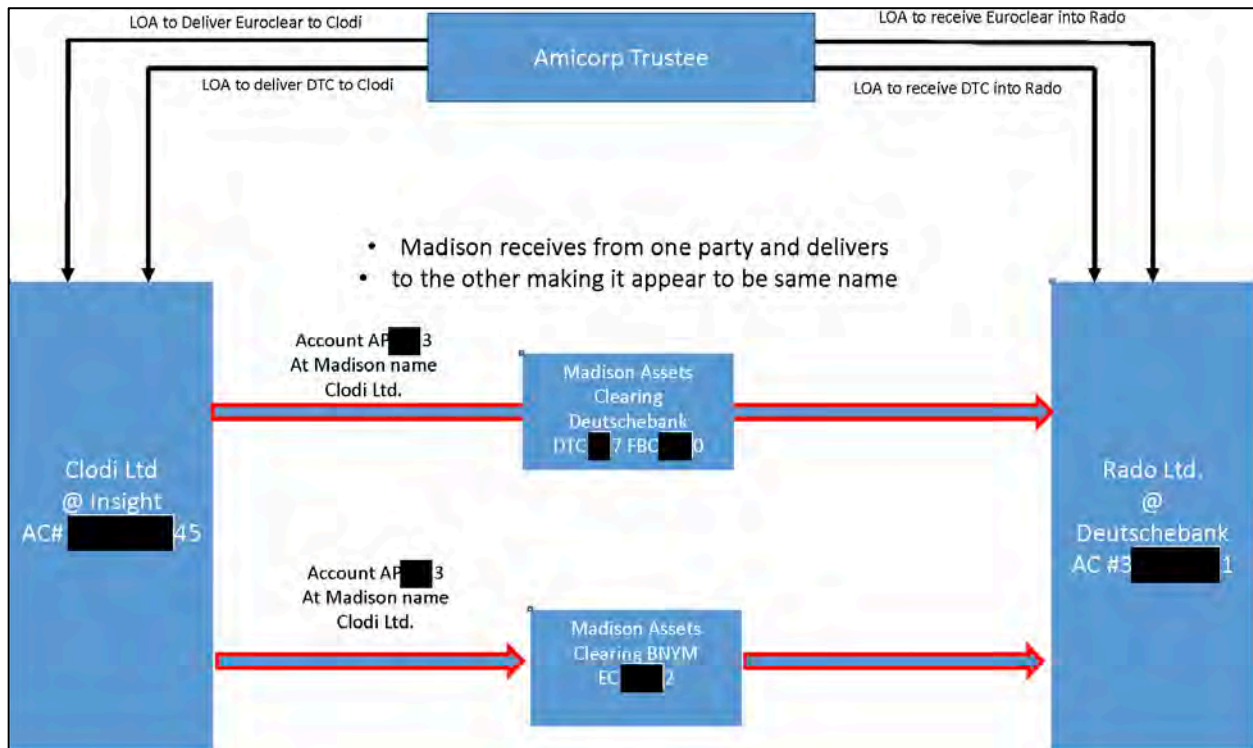 LOA to Deliver Euroclear to Clodi
LOA to deliver DTC to Clodi
Amicorp Trustee
LOA to receive Euroclear into Rado
LOA to receive DTC into Rado
• Madison receives from one party and delivers
• to the other making it appear to be same name
Clodi Ltd
@ Insight
AC# 45
Account AP 3
At Madison name
Clodi Ltd.
Madison Assets
Clearing
Deutschebank
DTC 7 FBO 0
Account AP 3
At Madison name
Clodi Ltd.
Madison Assets
Clearing BNYM
EC 2
Rado Ltd.
@
Deutschebank
AC #3 1